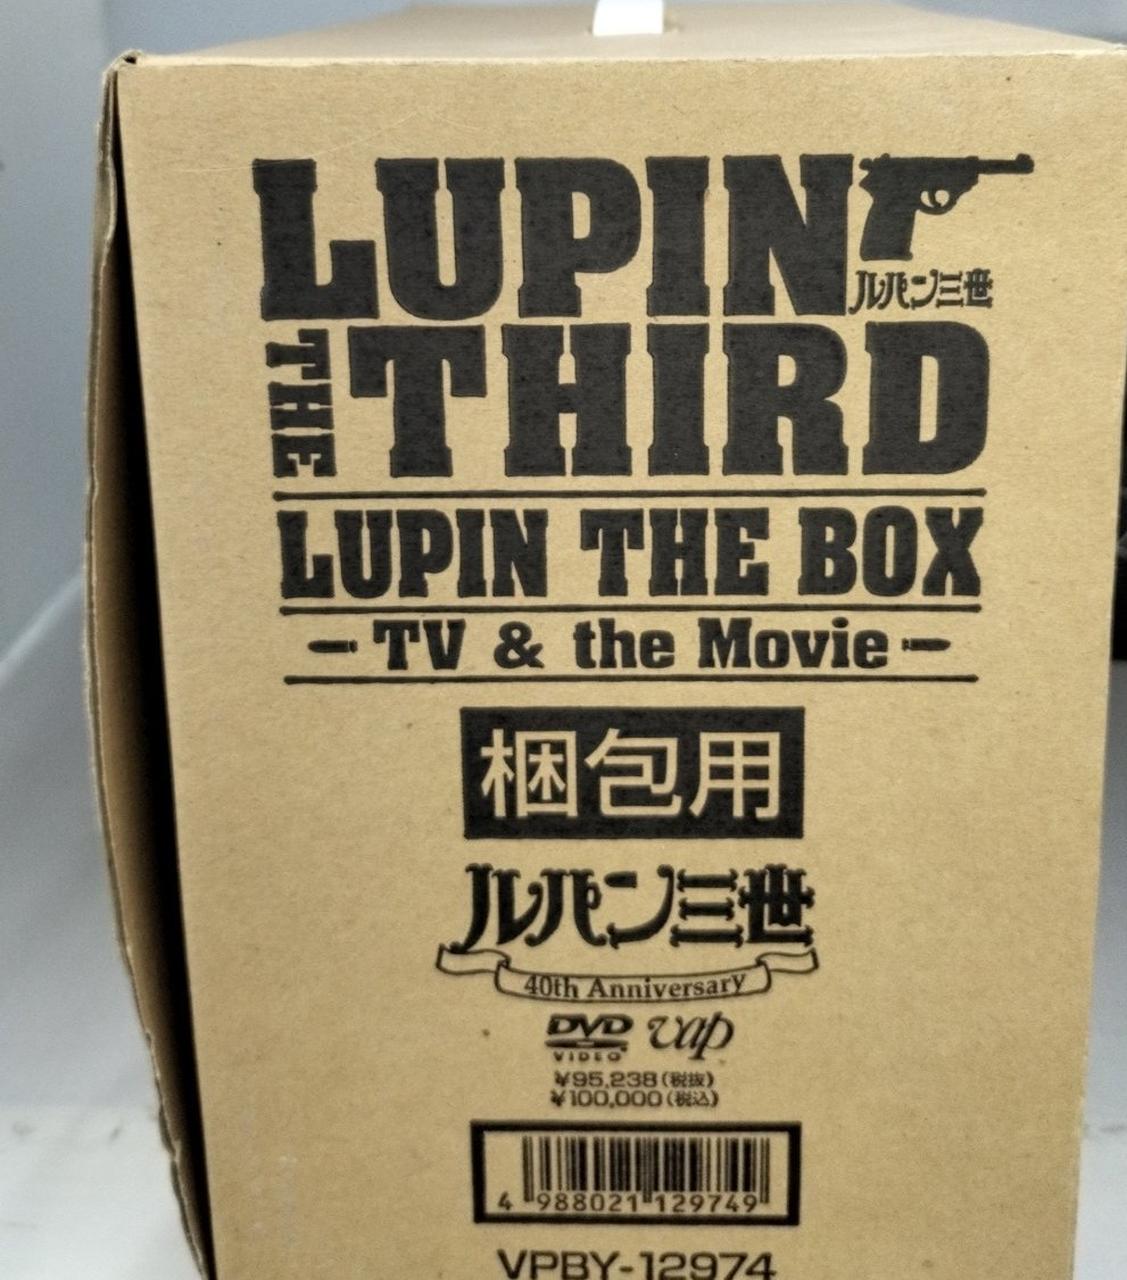 LUPIN
ルパン三世
THE THIRD
LUPIN THE BOX
TV & the Movie
梱包用
ルパン三世
40th Anniversary
DVD VIDEO vap
¥95,238(税抜)
¥100,000(税込)
4 988021 129749
VPBY-12974